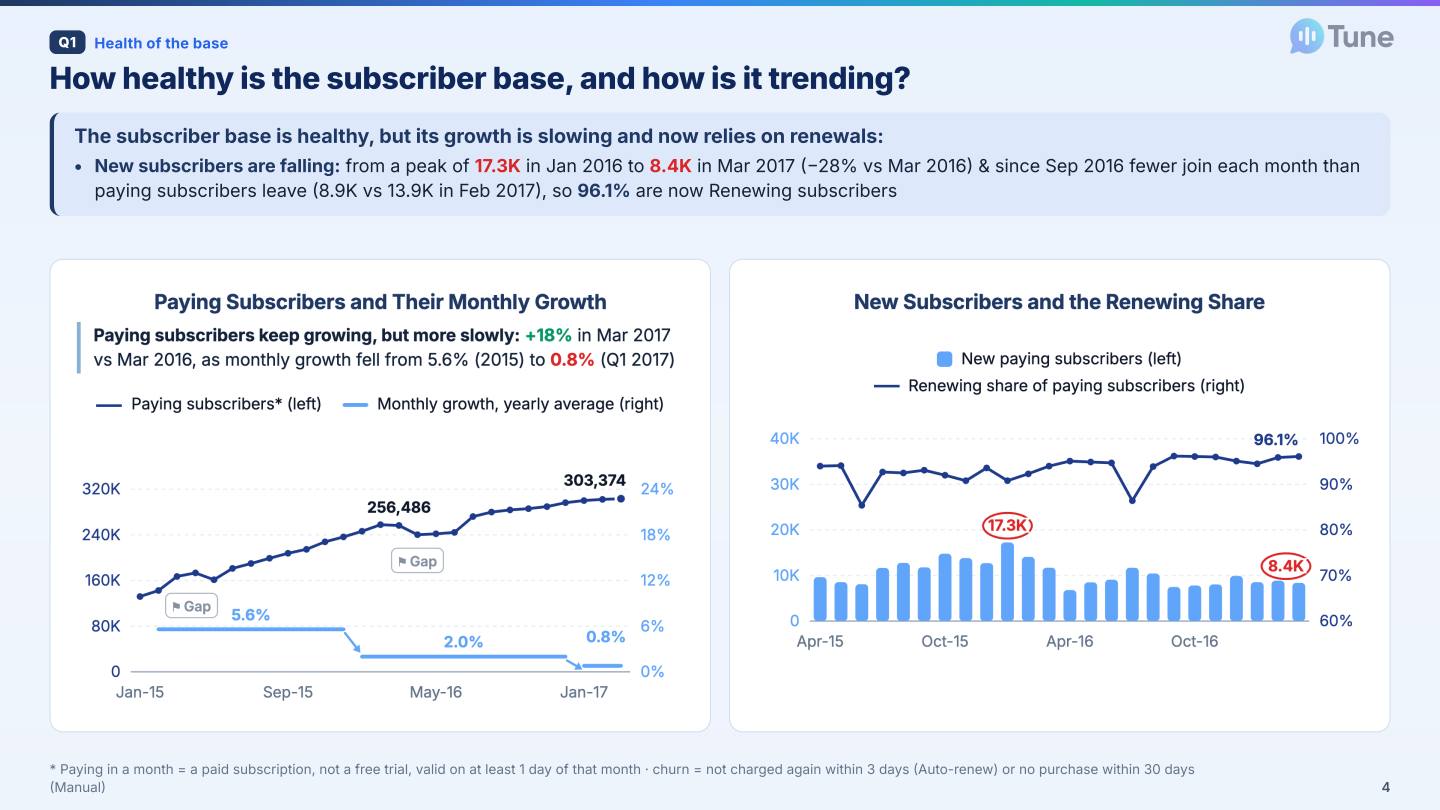 Q1 Health of the base
Tune
How healthy is the subscriber base, and how is it trending?
The subscriber base is healthy, but its growth is slowing and now relies on renewals:
• New subscribers are falling: from a peak of 17.3K in Jan 2016 to 8.4K in Mar 2017 (−28% vs Mar 2016) & since Sep 2016 fewer join each month than
paying subscribers leave (8.9K vs 13.9K in Feb 2017), so 96.1% are now Renewing subscribers
Paying Subscribers and Their Monthly Growth
Paying subscribers keep growing, but more slowly: +18% in Mar 2017
vs Mar 2016, as monthly growth fell from 5.6% (2015) to 0.8% (Q1 2017)
Paying subscribers* (left) Monthly growth, yearly average (right)
303,374
320K 24%
256,486
240K 18%
Gap
160K 12%
Gap
5.6%
80K 6%
2.0% 0.8%
0 0%
Jan-15 Sep-15 May-16 Jan-17
New Subscribers and the Renewing Share
New paying subscribers (left)
Renewing share of paying subscribers (right)
40K 96.1% 100%
30K 90%
17.3K
20K 80%
8.4K
10K 70%
0 60%
Apr-15 Oct-15 Apr-16 Oct-16
* Paying in a month = a paid subscription, not a free trial, valid on at least 1 day of that month · churn = not charged again within 3 days (Auto-renew) or no purchase within 30 days
(Manual)
4